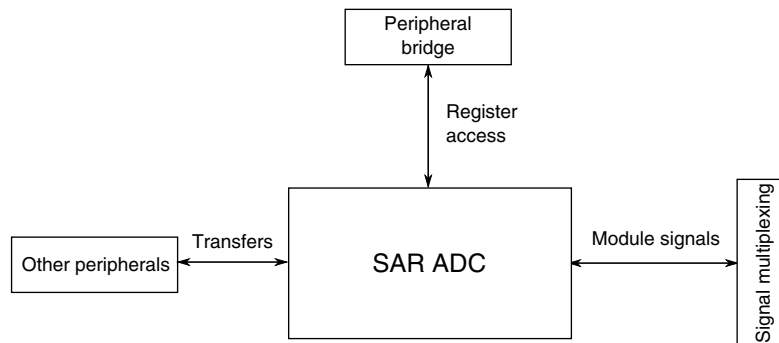 Peripheral
bridge
Register
access
Other peripherals
Transfers
SAR ADC
Module signals
Signal multiplexing